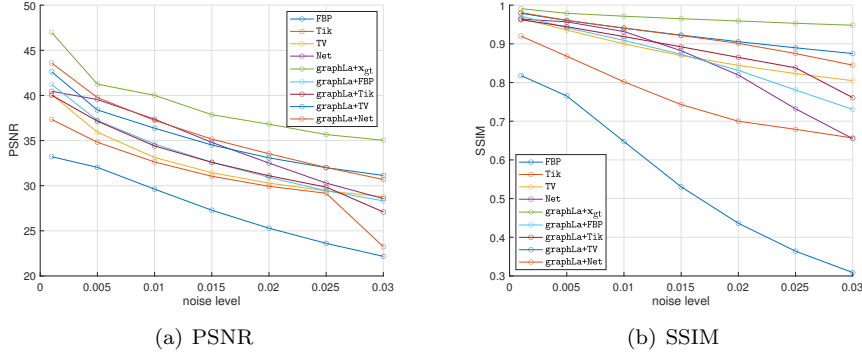 50
45
40
35
30
25
20
PSNR
0
0.005
0.01
0.015
0.02
0.025
0.03
noise level
FBP
Tik
TV
Net
graphLa+xgt
graphLa+FBP
graphLa+Tik
graphLa+TV
graphLa+Net
(a) PSNR
1
0.9
0.8
0.7
0.6
0.5
0.4
0.3
SSIM
0
0.005
0.01
0.015
0.02
0.025
0.03
noise level
FBP
Tik
TV
Net
graphLa+xgt
graphLa+FBP
graphLa+Tik
graphLa+TV
graphLa+Net
(b) SSIM